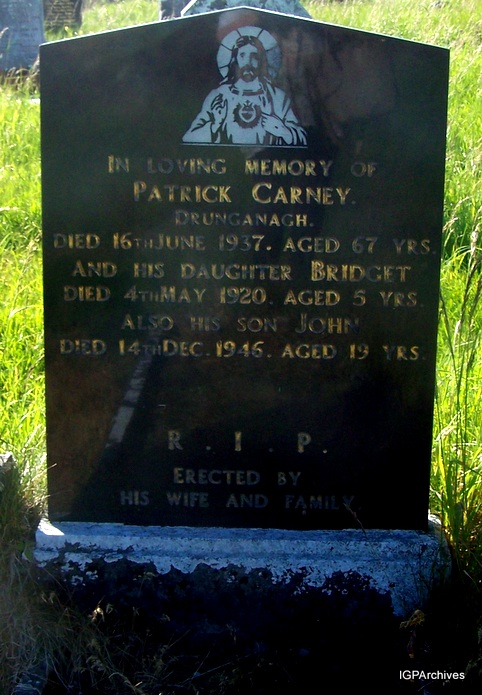 In loving memory of
Patrick Carney.
Drunganagh.
died 16th June 1937. aged 67 yrs.
and his daughter Bridget
died 4th May 1920. aged 5 yrs.
also his son John
died 14th Dec. 1946. aged 19 yrs.
R. I. P.
Erected by
his wife and family
IGPArchives